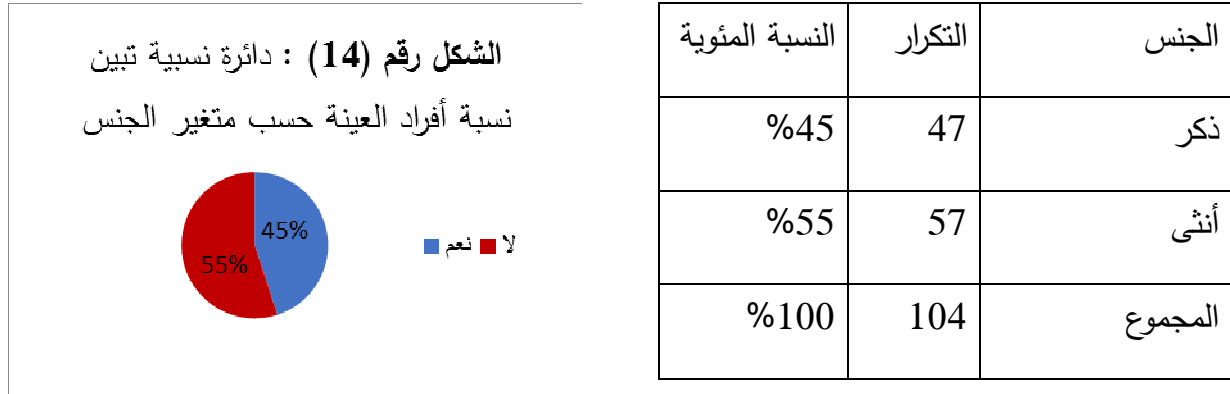 الجنس التكرار النسبة المئوية
ذكر 47 %45
أنثى 57 %55
المجموع 104 %100
الشكل رقم (14) : دائرة نسبية تبين
نسبة أفراد العينة حسب متغير الجنس
45%
55%
لا نعم